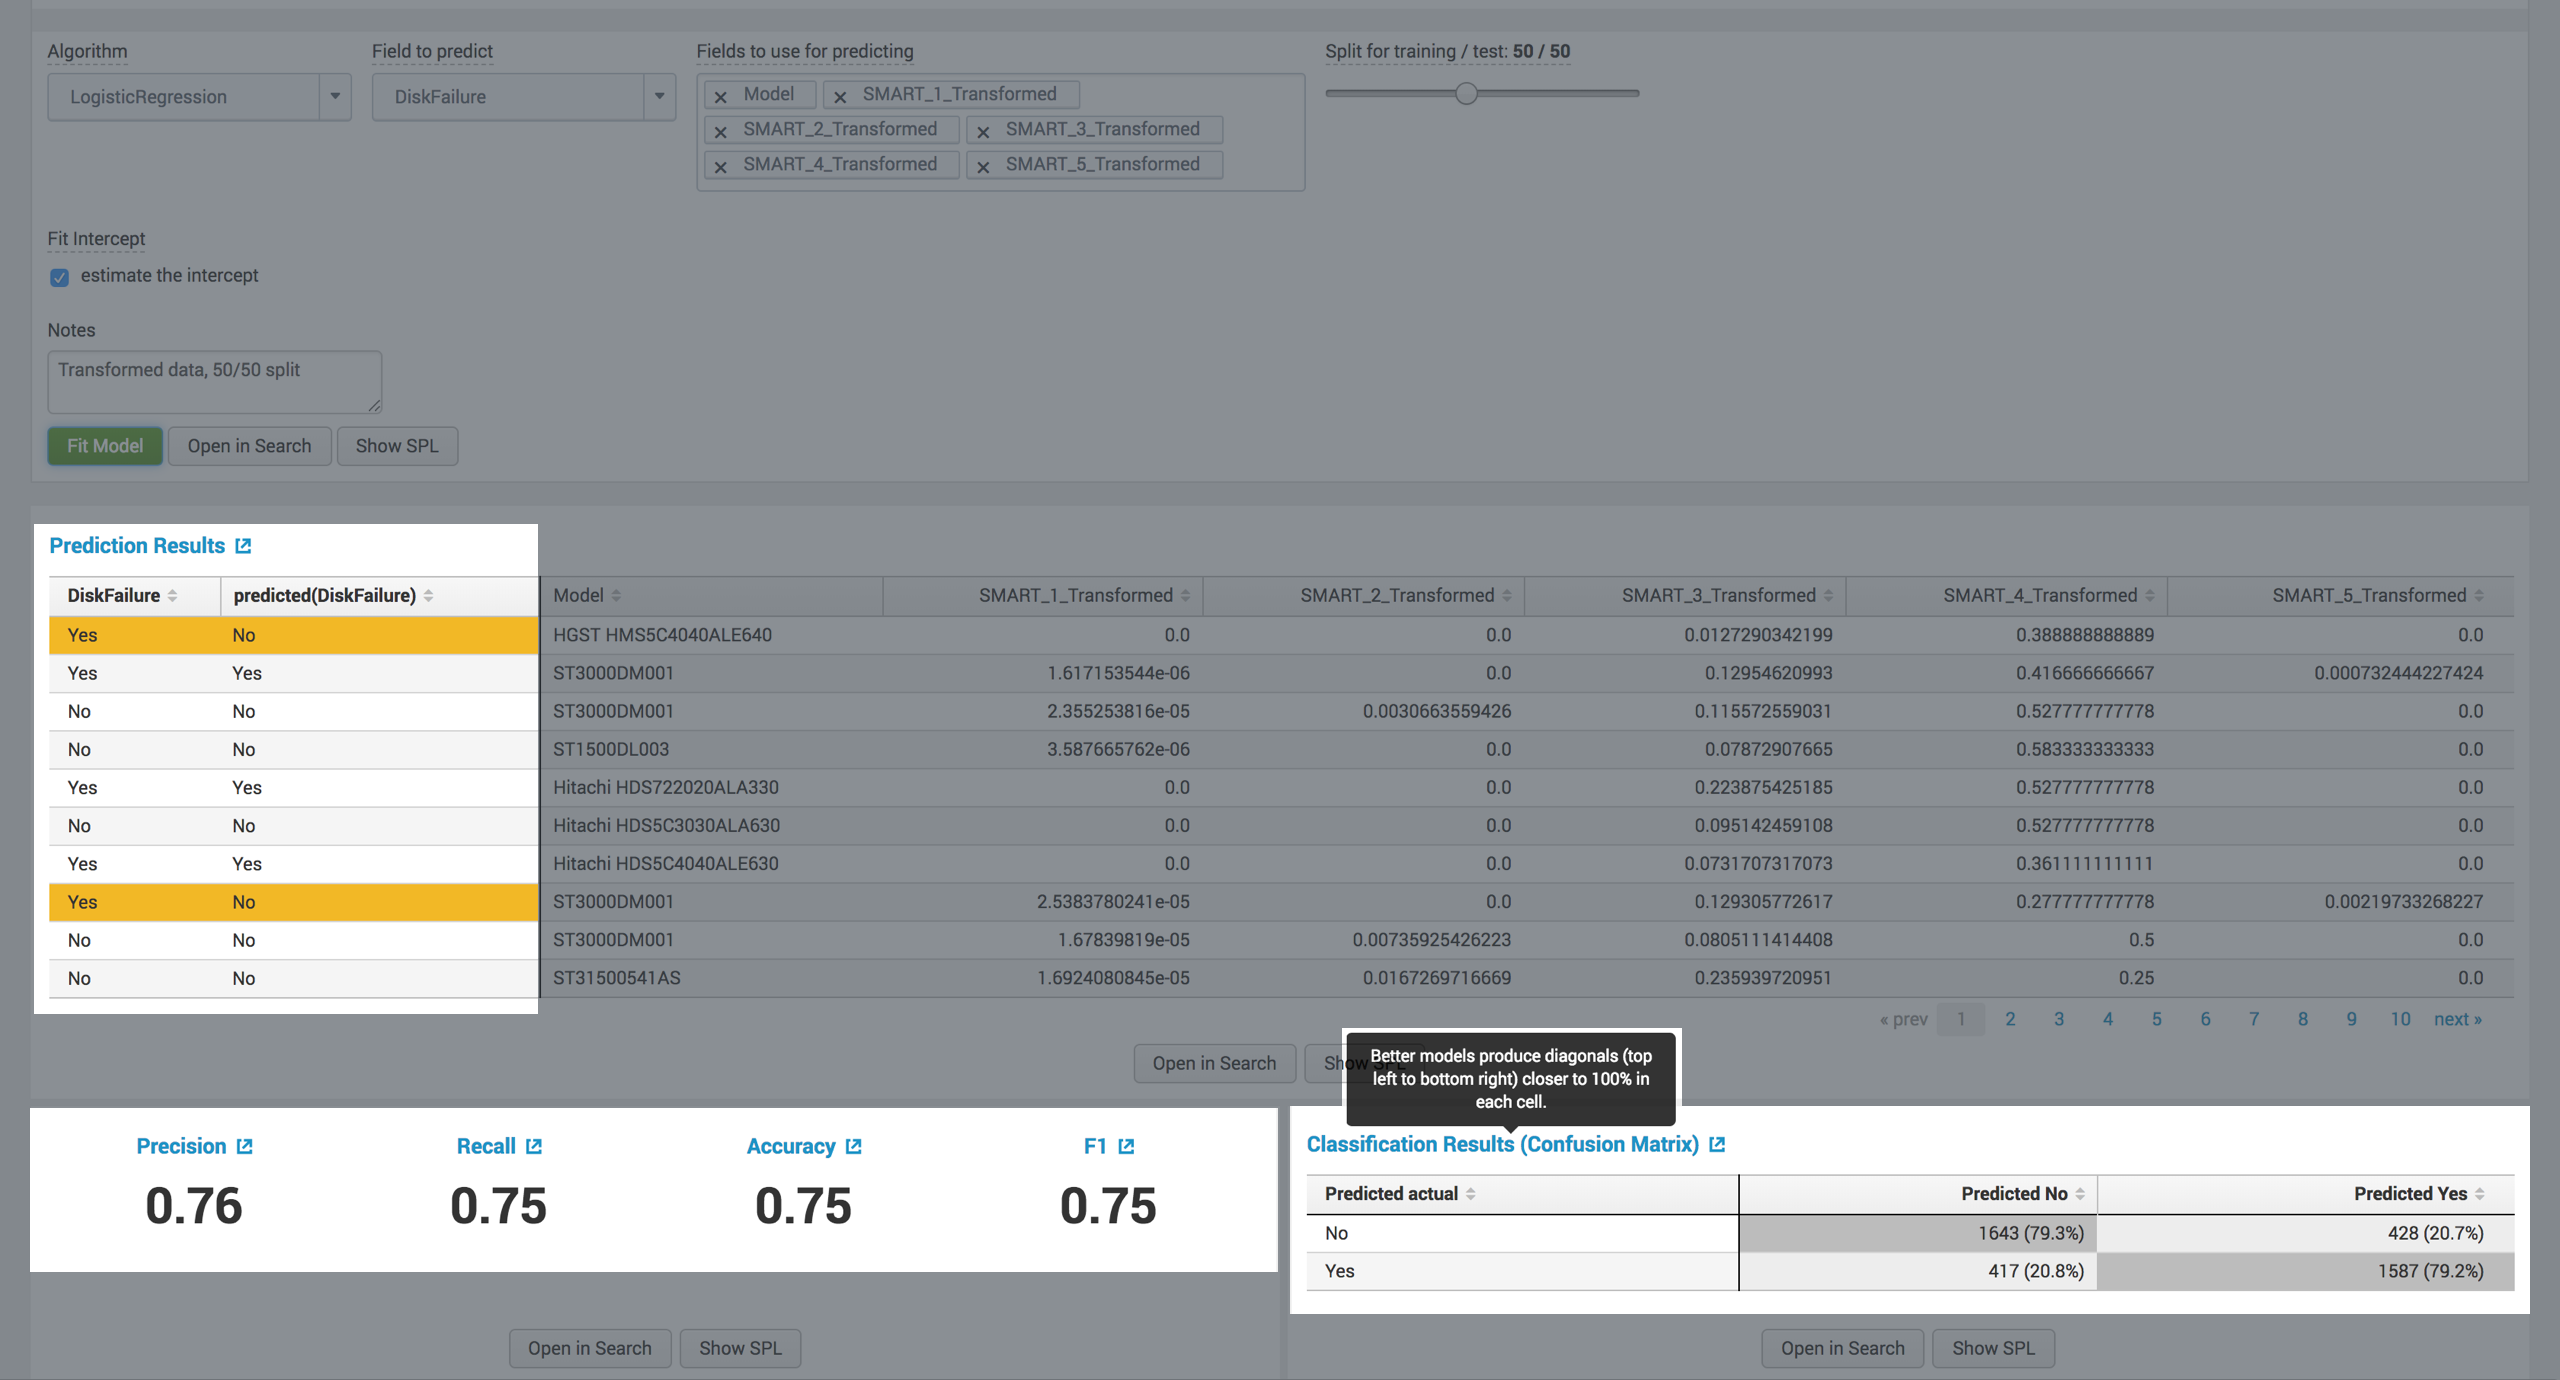 Algorithm Field to predict Fields to use for predicting Split for training / test: 50 / 50
LogisticRegression DiskFailure Model SMART_1_Transformed
SMART_2_Transformed SMART_3_Transformed
SMART_4_Transformed SMART_5_Transformed
Fit Intercept
estimate the intercept
Notes
Transformed data, 50/50 split
Fit Model Open in Search Show SPL
Prediction Results
DiskFailure predicted(DiskFailure) Model SMART_1_Transformed SMART_2_Transformed SMART_3_Transformed SMART_4_Transformed SMART_5_Transformed
Yes No HGST HMS5C4040ALE640 0.0 0.0 0.0127290342199 0.388888888889 0.0
Yes Yes ST3000DM001 1.617153544e-06 0.0 0.12954620993 0.416666666667 0.000732444227424
No No ST3000DM001 2.355253816e-05 0.0030663559426 0.115572559031 0.527777777778 0.0
No No ST1500DL003 3.587665762e-06 0.0 0.07872907665 0.583333333333 0.0
Yes Yes Hitachi HDS722020ALA330 0.0 0.0 0.223875425185 0.527777777778 0.0
No No Hitachi HDS5C3030ALA630 0.0 0.0 0.095142459108 0.527777777778 0.0
Yes Yes Hitachi HDS5C4040ALE630 0.0 0.0 0.0731707317073 0.361111111111 0.0
Yes No ST3000DM001 2.5383780241e-05 0.0 0.129305772617 0.277777777778 0.00219733268227
No No ST3000DM001 1.67839819e-05 0.00735925426223 0.0805111414408 0.5 0.0
No No ST31500541AS 1.6924080845e-05 0.0167269716669 0.235939720951 0.25 0.0
« prev 1 2 3 4 5 6 7 8 9 10 next »
Open in Search Show SPL
Better models produce diagonals (top
left to bottom right) closer to 100% in
each cell.
Precision Recall Accuracy F1
0.76 0.75 0.75 0.75
Classification Results (Confusion Matrix)
Predicted actual Predicted No Predicted Yes
No 1643 (79.3%) 428 (20.7%)
Yes 417 (20.8%) 1587 (79.2%)
Open in Search Show SPL Open in Search Show SPL